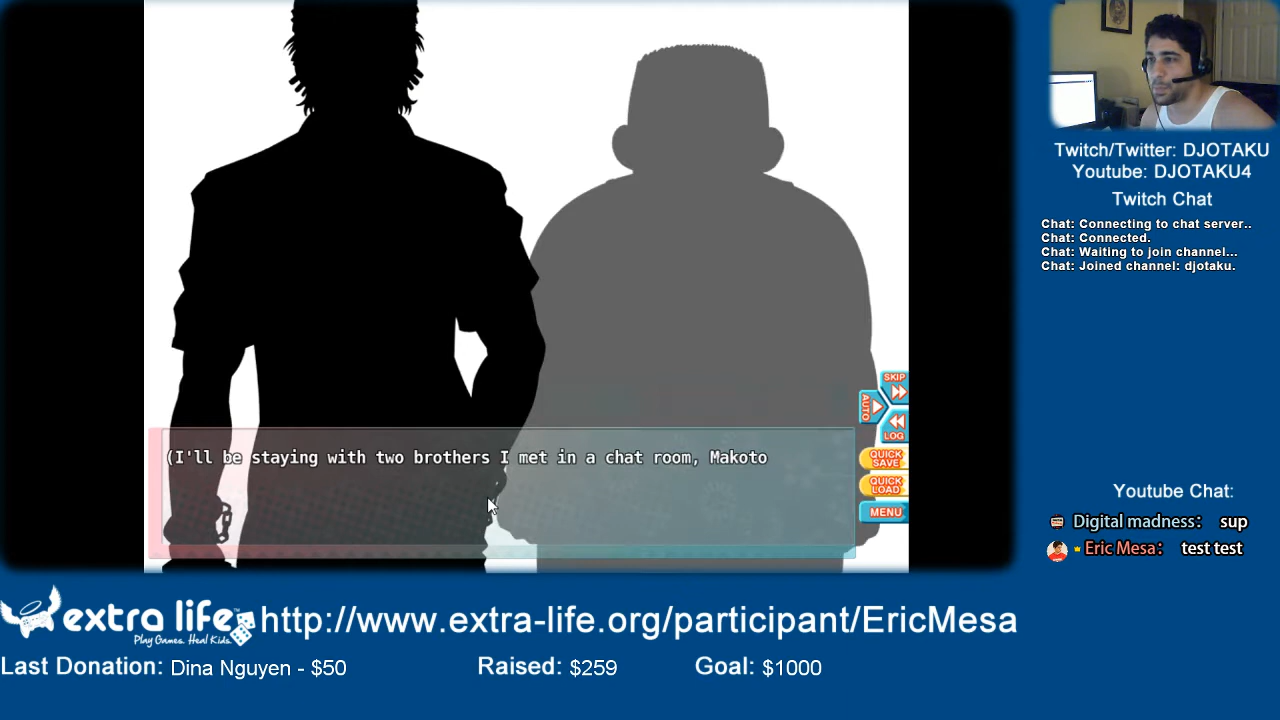 SKIP
AUTO
LOG
QUICK
SAVE
QUICK
LOAD
MENU
(I'll be staying with two brothers I met in a chat room, Makoto
Twitch/Twitter: DJOTAKU
Youtube: DJOTAKU4
Twitch Chat
Chat: Connecting to chat server..
Chat: Connected.
Chat: Waiting to join channel...
Chat: Joined channel: djotaku.
Youtube Chat:
Digital madness: sup
Eric Mesa: test test
extra life
Play Games. Heal Kids.
http://www.extra-life.org/participant/EricMesa
Last Donation: Dina Nguyen - $50
Raised: $259
Goal: $1000